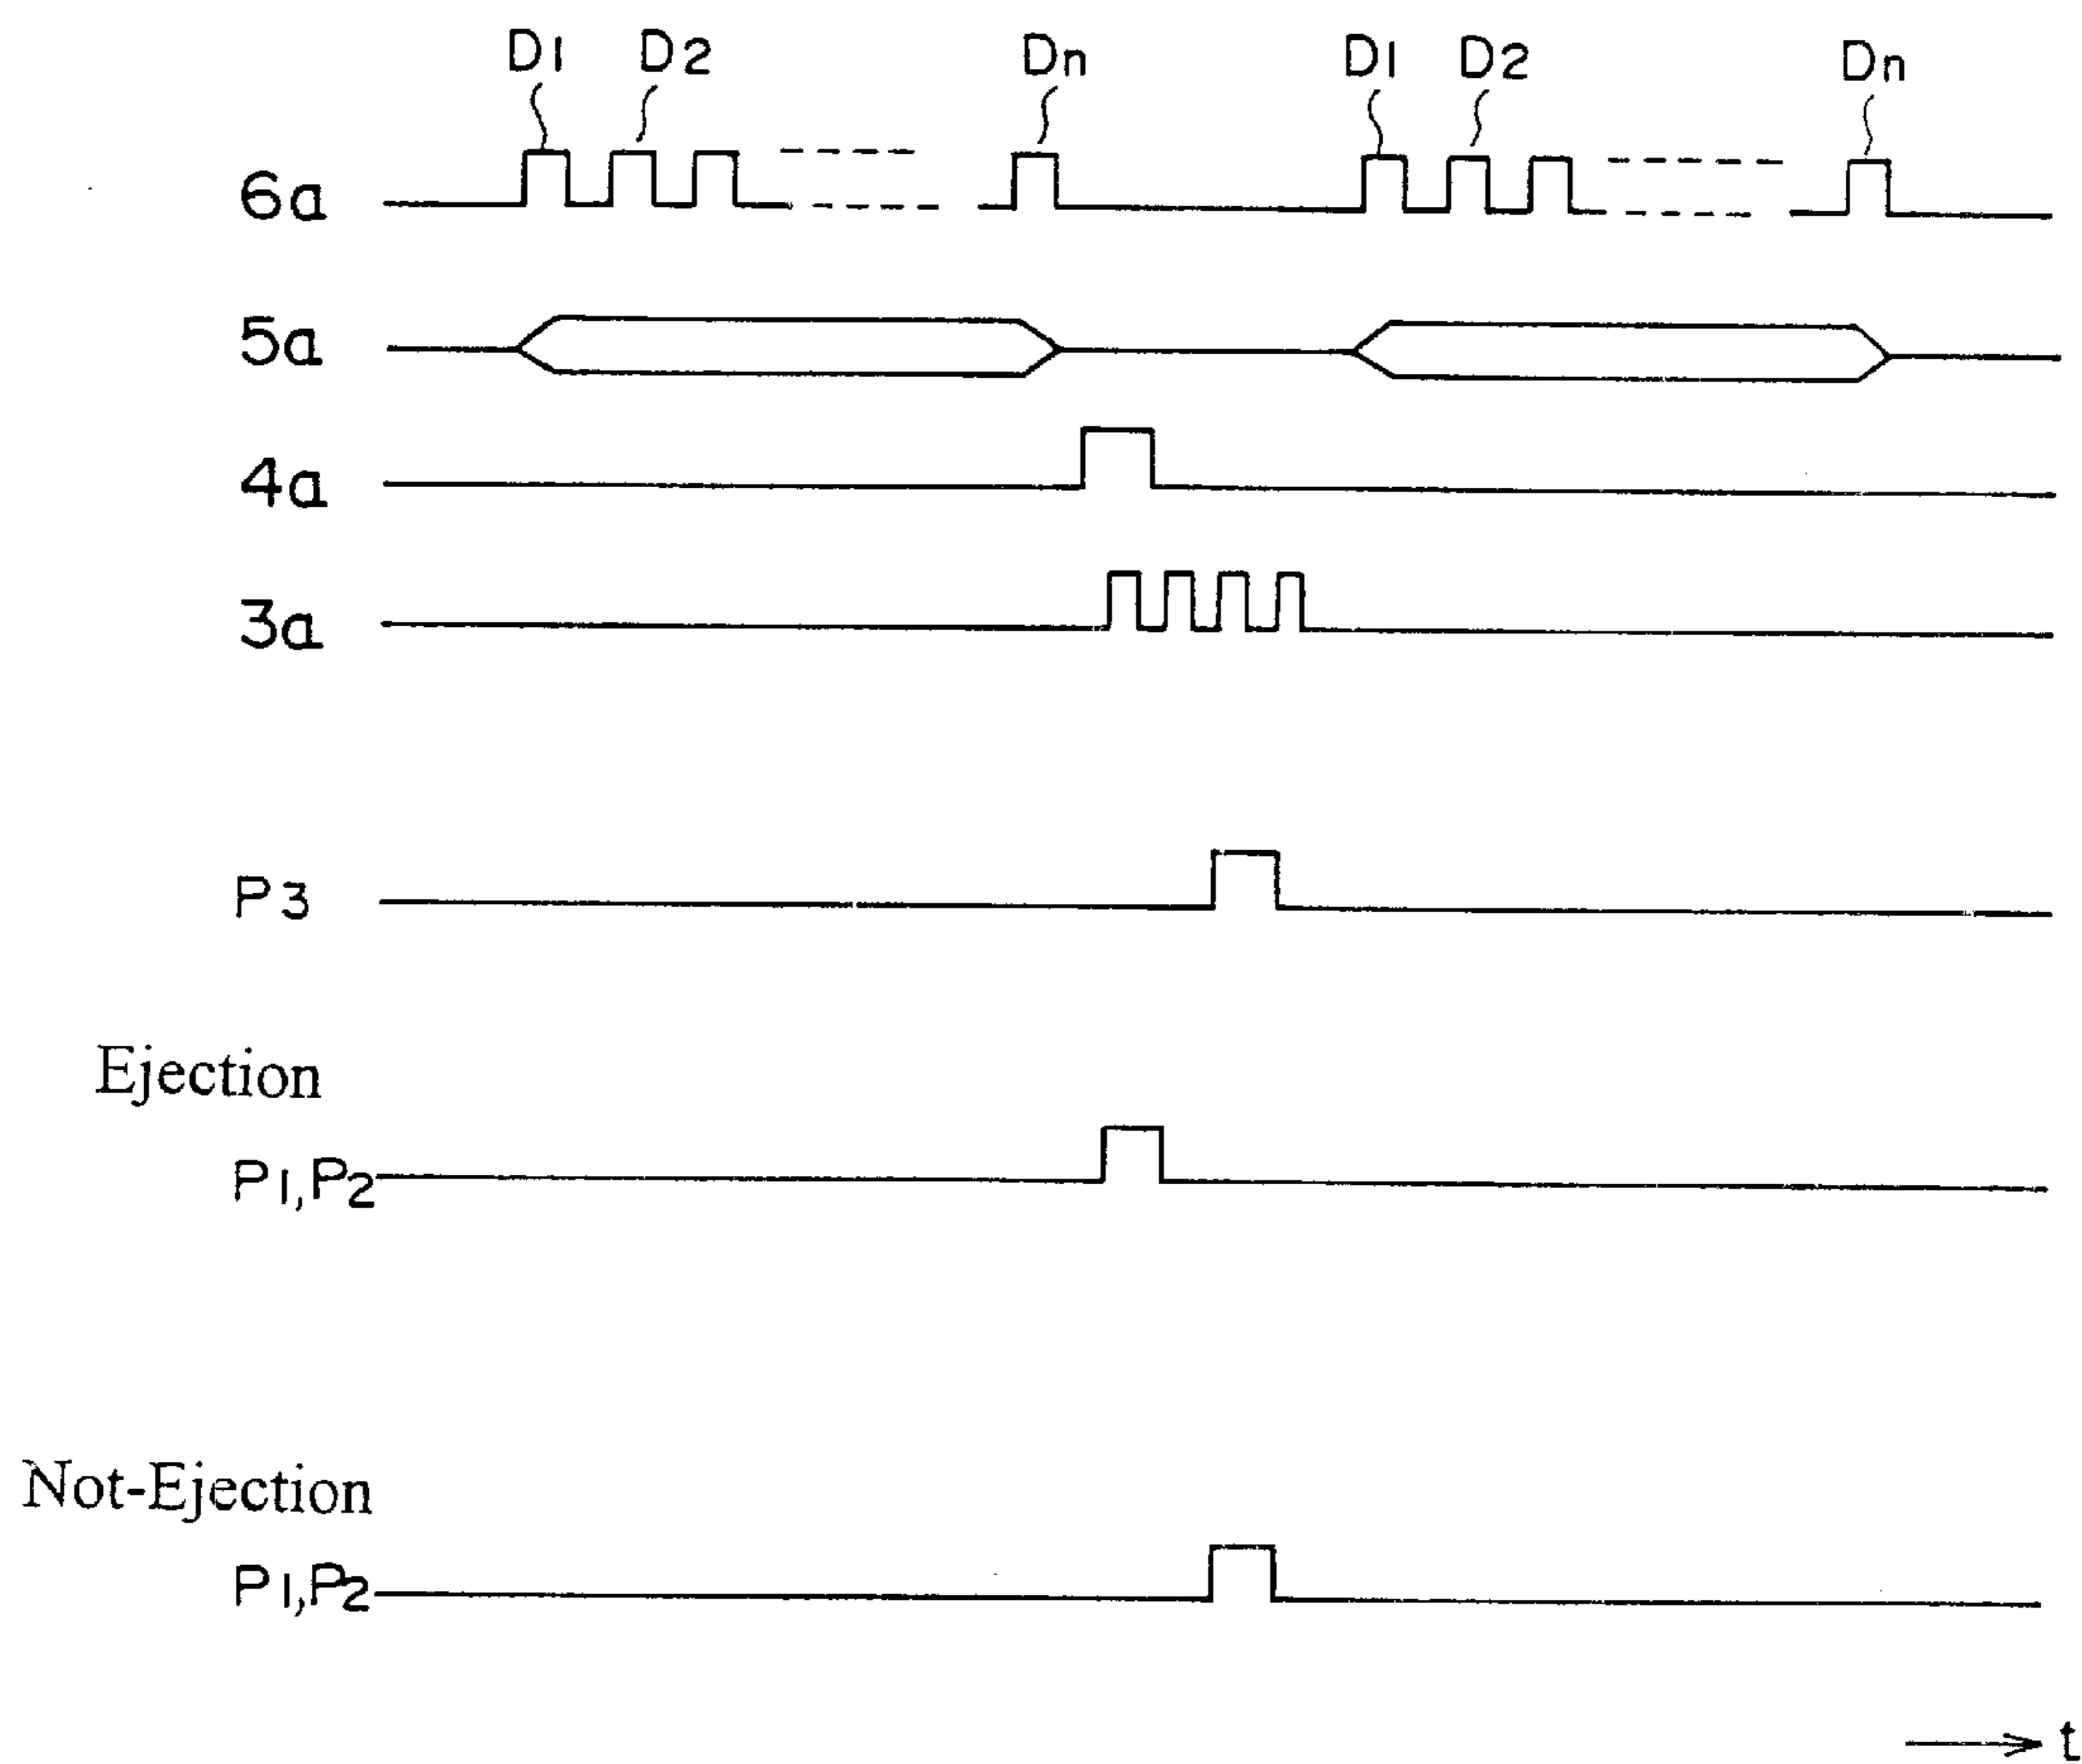 D1 D2 Dn D1 D2 Dn
6a
5a
4a
3a
P3
Ejection
P1,P2
Not-Ejection
P1,P2
t